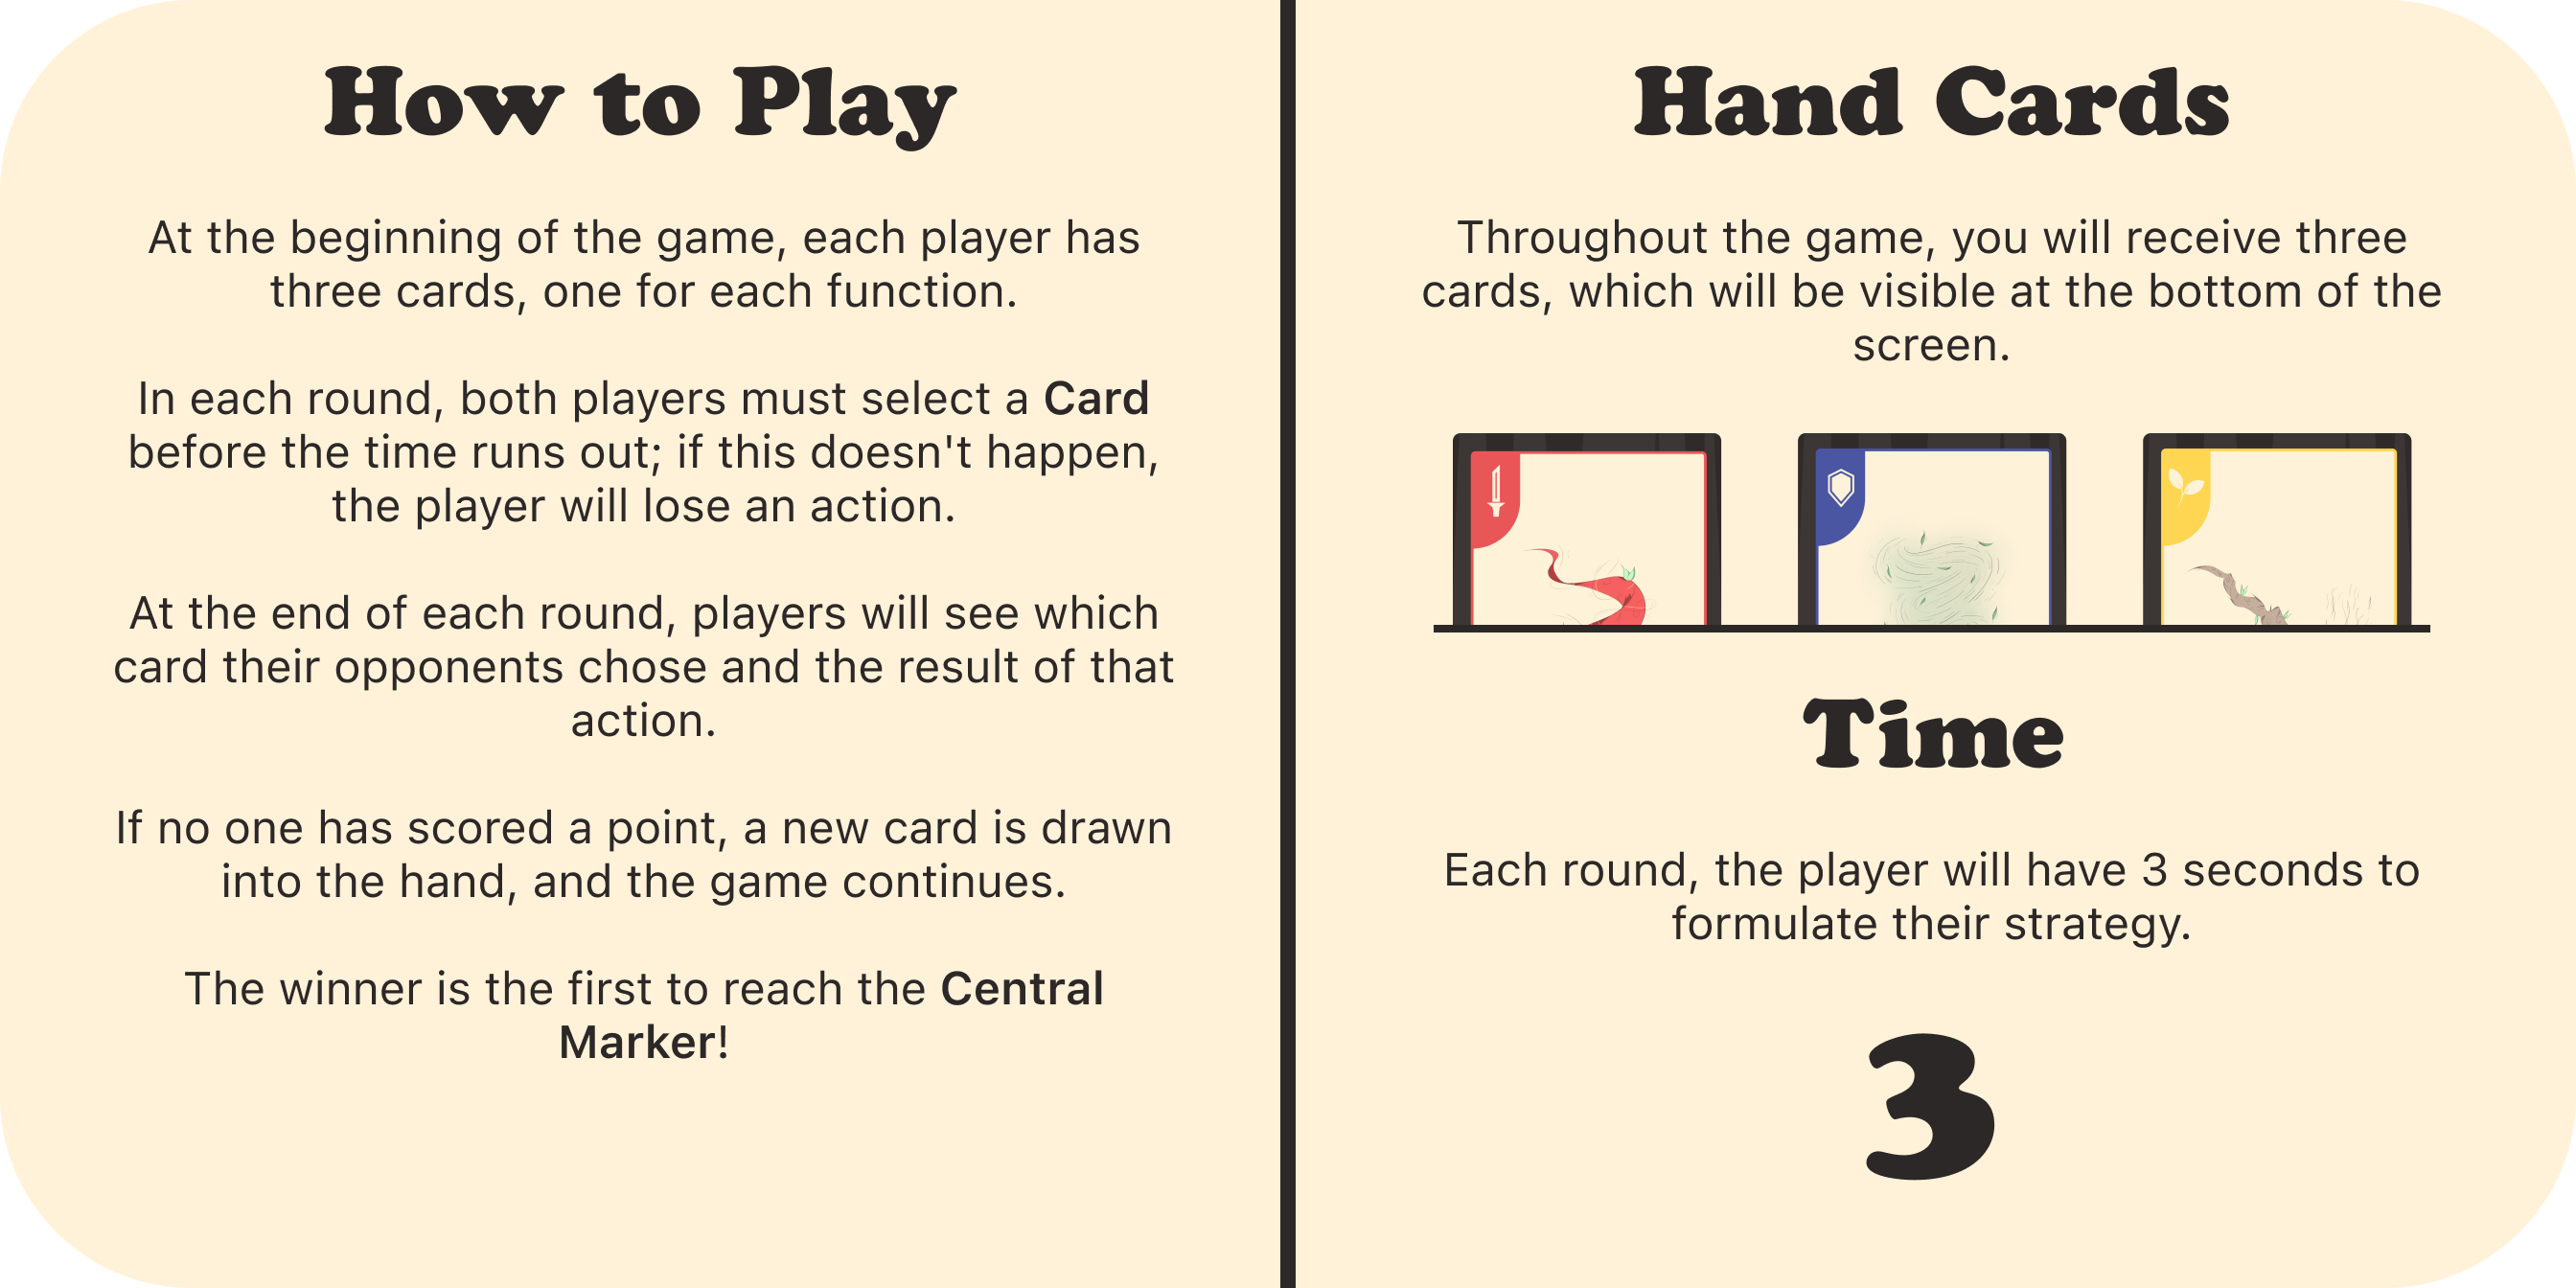 How to Play
At the beginning of the game, each player has
three cards, one for each function.
In each round, both players must select a Card
before the time runs out; if this doesn't happen,
the player will lose an action.
At the end of each round, players will see which
card their opponents chose and the result of that
action.
If no one has scored a point, a new card is drawn
into the hand, and the game continues.
The winner is the first to reach the Central
Marker!
Hand Cards
Throughout the game, you will receive three
cards, which will be visible at the bottom of the
screen.
Time
Each round, the player will have 3 seconds to
formulate their strategy.
3